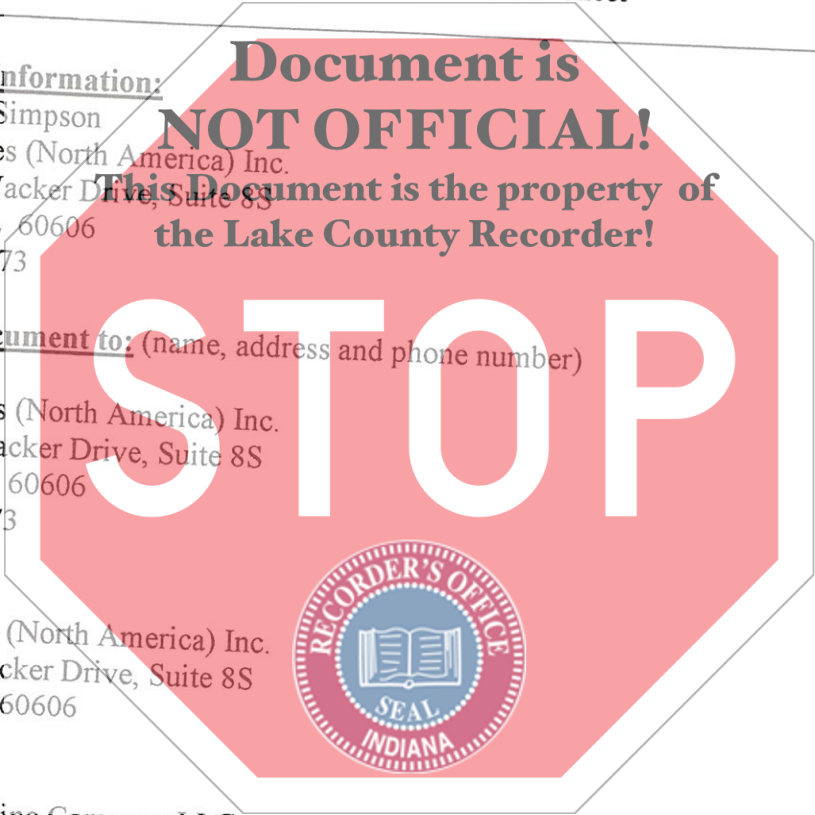 Document is
nformation:
NOT OFFICIAL!
Simpson
es (North America) Inc.
acker Drive, Suite 8S
This Document is the property of
60606
the Lake County Recorder!
73
STOP
cument to: (name, address and phone number)
s (North America) Inc.
acker Drive, Suite 8S
60606
73
RECORDER'S OFFICE
(North America) Inc.
cker Drive, Suite 8S
60606
SEAL
INDIANA